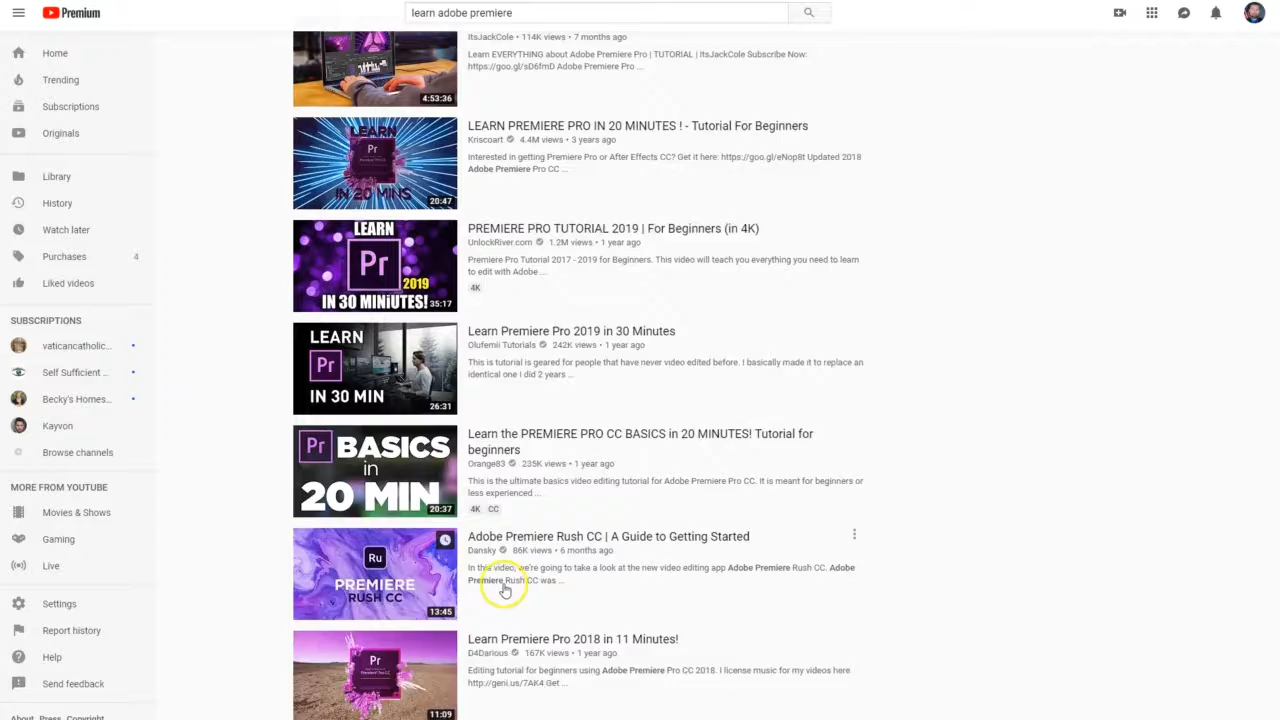 Premium
learn adobe premiere
Home
Trending
Subscriptions
Originals
Library
History
Watch later
Purchases 4
Liked videos
SUBSCRIPTIONS
vaticancatholic...
Self Sufficient ...
Becky's Homes...
Kayvon
Browse channels
MORE FROM YOUTUBE
Movies & Shows
Gaming
Live
Settings
Report history
Help
Send feedback
About Press Copyright
4:53:36
ItsJackCole • 114K views • 7 months ago
Learn EVERYTHING about Adobe Premiere Pro | TUTORIAL | ItsJackCole Subscribe Now:
https://goo.gl/sD6fmD Adobe Premiere Pro ...
LEARN
Pr
IN 20 MINS
20:47
LEARN PREMIERE PRO IN 20 MINUTES ! - Tutorial For Beginners
Kriscoart 4.4M views • 3 years ago
Interested in getting Premiere Pro or After Effects CC? Get it here: https://goo.gl/eNop8t Updated 2018
Adobe Premiere Pro CC ...
LEARN
Pr
2019
IN 30 MINUTES!
35:17
PREMIERE PRO TUTORIAL 2019 | For Beginners (in 4K)
UnlockRiver.com 1.2M views • 1 year ago
Premiere Pro Tutorial 2017 - 2019 for Beginners. This video will teach you everything you need to learn
to edit with Adobe ...
4K
LEARN
Pr
IN 30 MIN
26:31
Learn Premiere Pro 2019 in 30 Minutes
Olufemii Tutorials 242K views • 1 year ago
This is tutorial is geared for people that have never video edited before. I basically made it to replace an
identical one I did 2 years ...
Pr BASICS
in
20 MIN
20:37
Learn the PREMIERE PRO CC BASICS in 20 MINUTES! Tutorial for
beginners
Orange83 235K views • 1 year ago
This is the ultimate basics video editing tutorial for Adobe Premiere Pro CC. It is meant for beginners or
less experienced ...
4K CC
Ru
PREMIERE
RUSH CC
13:45
Adobe Premiere Rush CC | A Guide to Getting Started
Dansky 86K views • 6 months ago
In this video, we're going to take a look at the new video editing app Adobe Premiere Rush CC. Adobe
Premiere Rush CC was ...
Pr
11:09
Learn Premiere Pro 2018 in 11 Minutes!
D4Darious 167K views • 1 year ago
Editing tutorial for beginners using Adobe Premiere Pro CC 2018. I license music for my videos here
http://geni.us/7AK4 Get ...